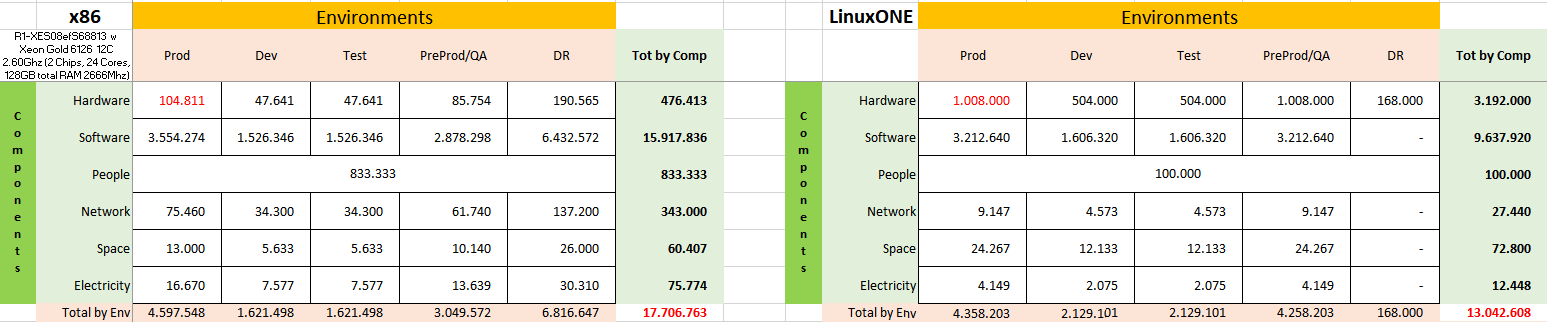 x86 Environments
R1-XES08efS68813 w
Xeon Gold 6126 12C
2.60Ghz (2 Chips, 24 Cores,
128GB total RAM 2666Mhz)
Prod Dev Test PreProd/QA DR Tot by Comp
Components
Hardware 104.811 47.641 47.641 85.754 190.565 476.413
Software 3.554.274 1.526.346 1.526.346 2.878.298 6.432.572 15.917.836
People 833.333 833.333
Network 75.460 34.300 34.300 61.740 137.200 343.000
Space 13.000 5.633 5.633 10.140 26.000 60.407
Electricity 16.670 7.577 7.577 13.639 30.310 75.774
Total by Env 4.597.548 1.621.498 1.621.498 3.049.572 6.816.647 17.706.763
LinuxONE Environments
Prod Dev Test PreProd/QA DR Tot by Comp
Components
Hardware 1.008.000 504.000 504.000 1.008.000 168.000 3.192.000
Software 3.212.640 1.606.320 1.606.320 3.212.640 - 9.637.920
People 100.000 100.000
Network 9.147 4.573 4.573 9.147 - 27.440
Space 24.267 12.133 12.133 24.267 - 72.800
Electricity 4.149 2.075 2.075 4.149 - 12.448
Total by Env 4.358.203 2.129.101 2.129.101 4.258.203 168.000 13.042.608